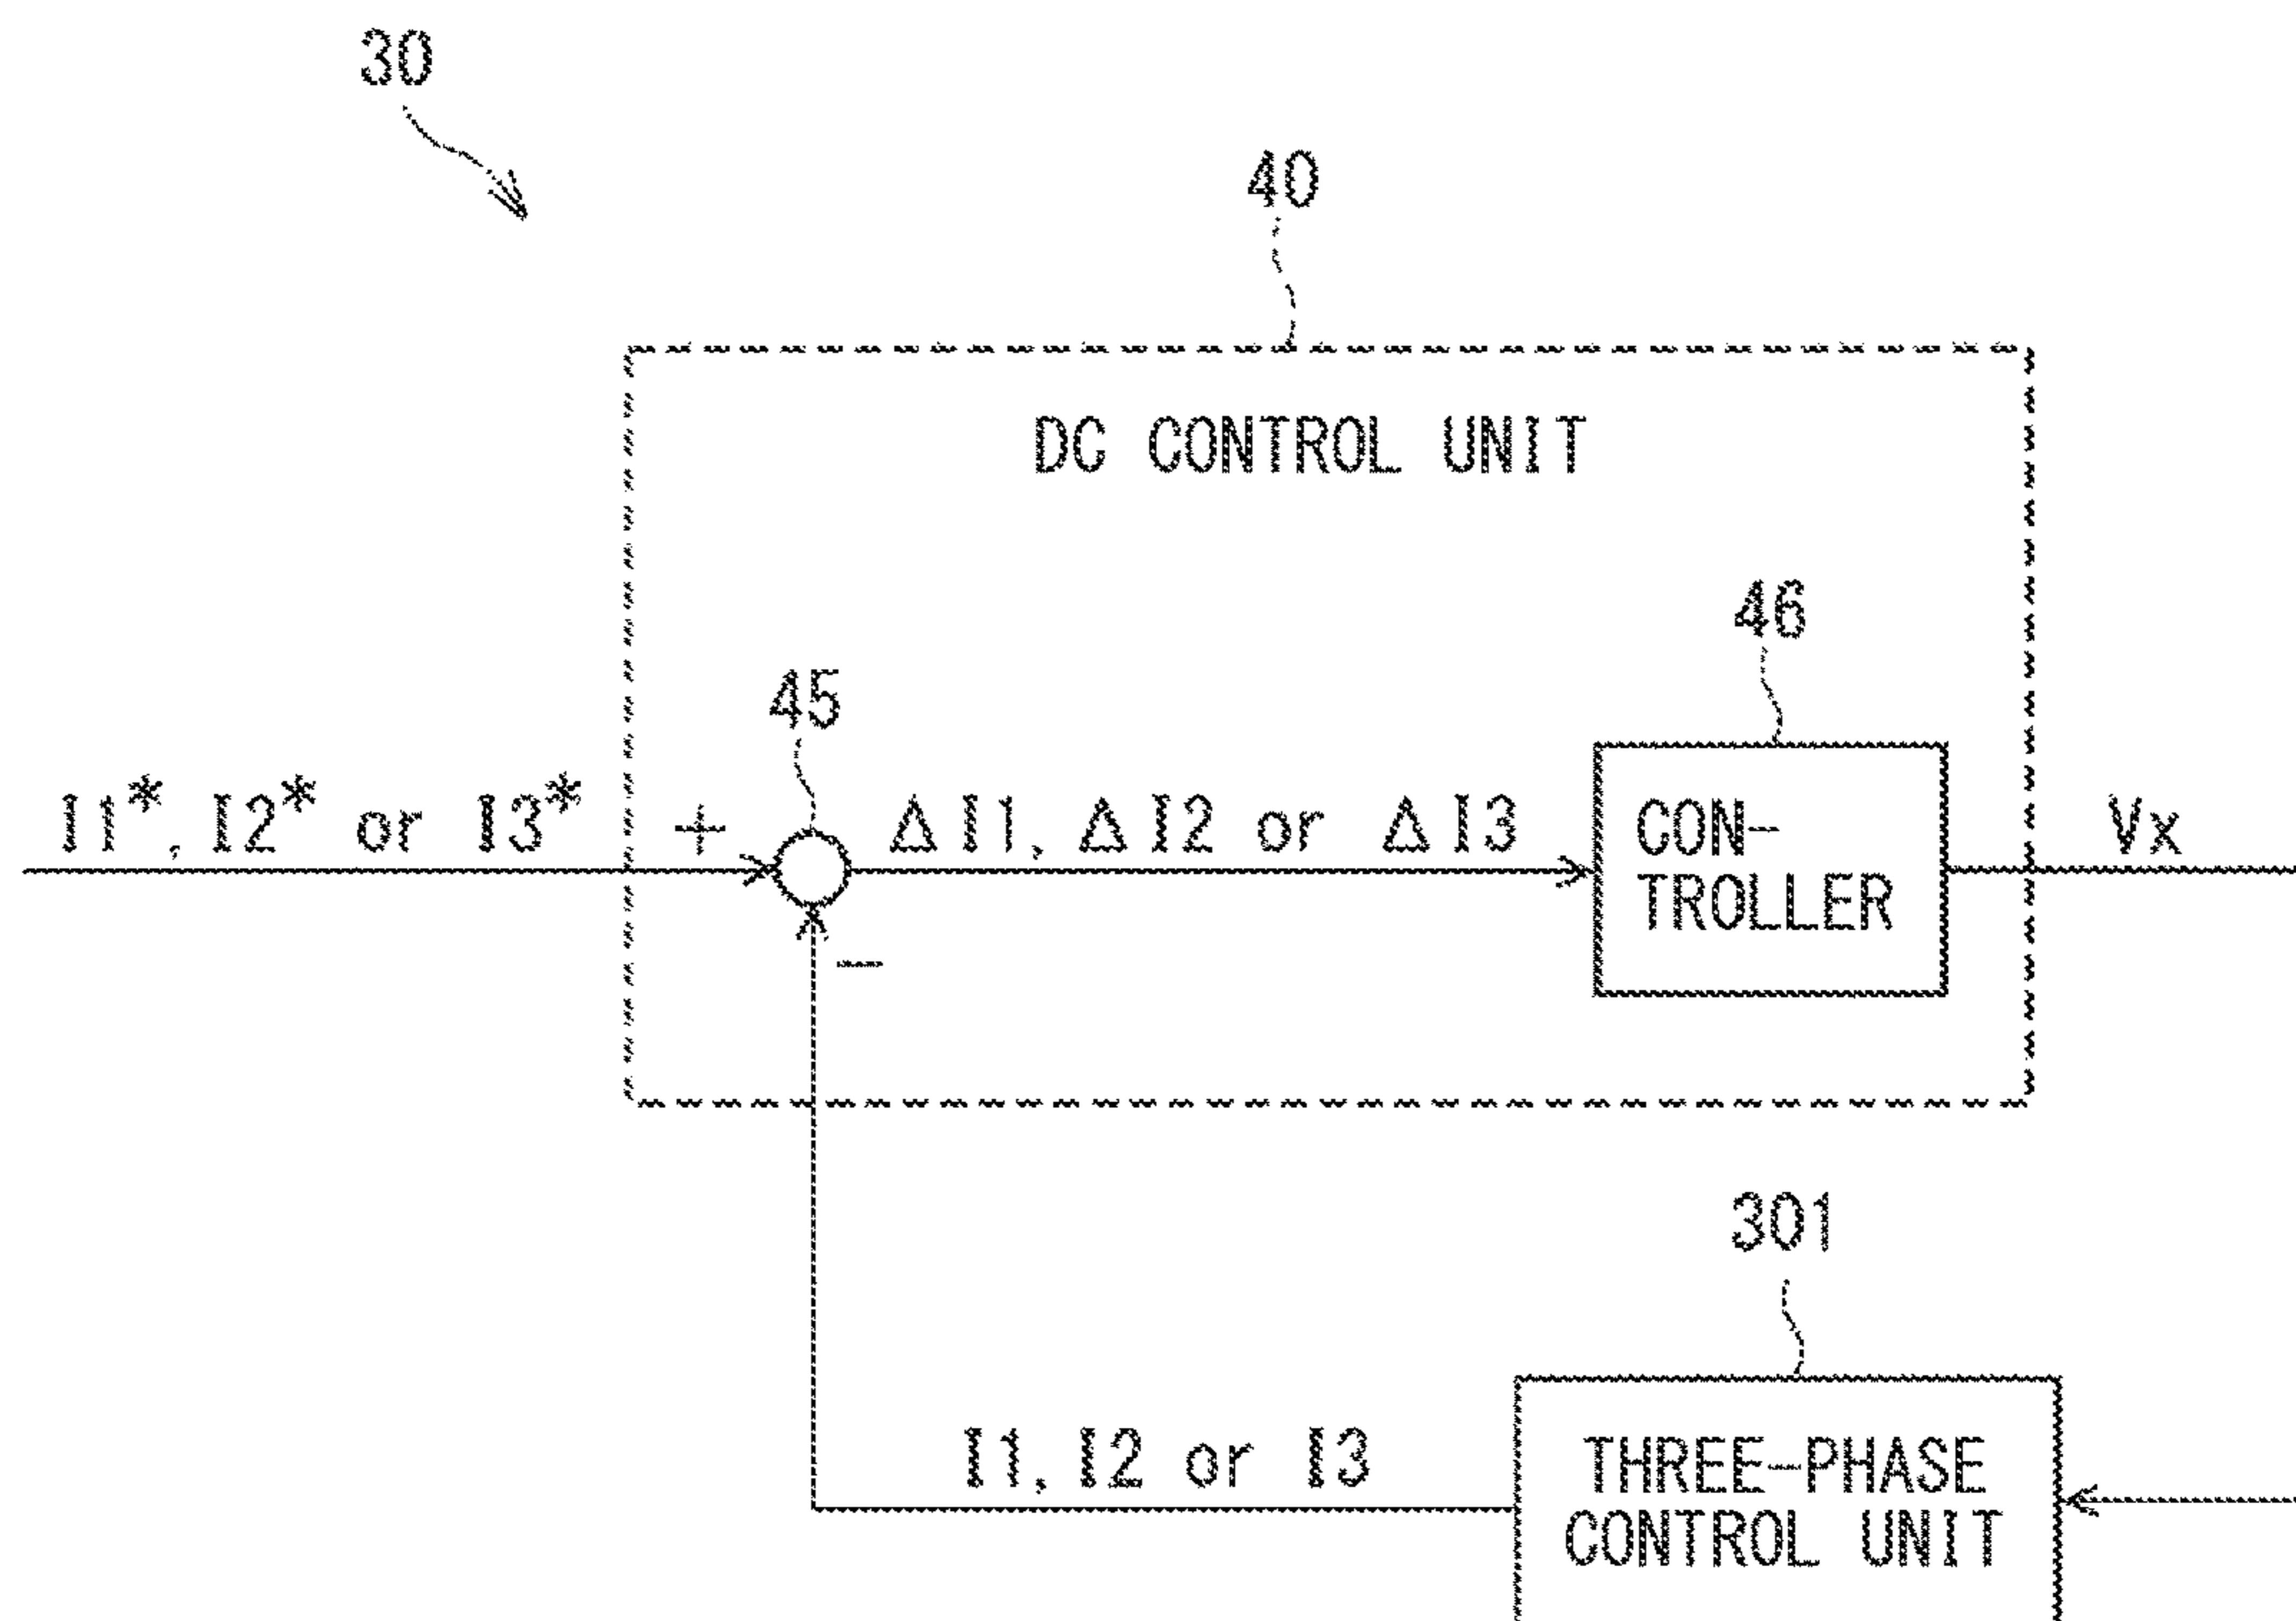 30
40
DC CONTROL UNIT
46
45
I1*, I2* or I3*
+
ΔI1, ΔI2 or ΔI3
CON-
TROLLER
Vx
-
301
I1, I2 or I3
THREE-PHASE
CONTROL UNIT